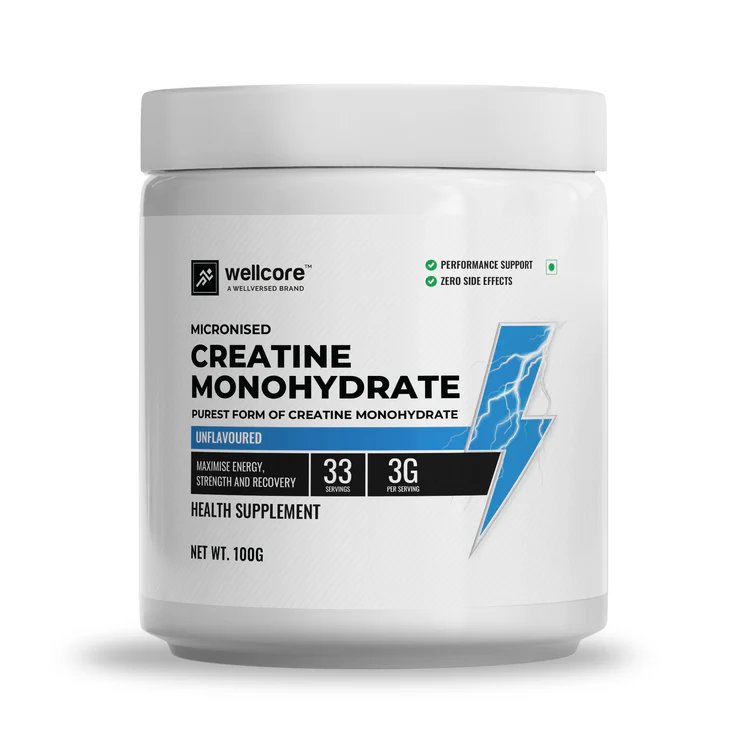 wellcore™
A WELLVERSED BRAND
PERFORMANCE SUPPORT
ZERO SIDE EFFECTS
MICRONISED
CREATINE
MONOHYDRATE
PUREST FORM OF CREATINE MONOHYDRATE
UNFLAVOURED
MAXIMISE ENERGY,
STRENGTH AND RECOVERY
33
SERVINGS
3G
PER SERVING
HEALTH SUPPLEMENT
NET WT. 100G